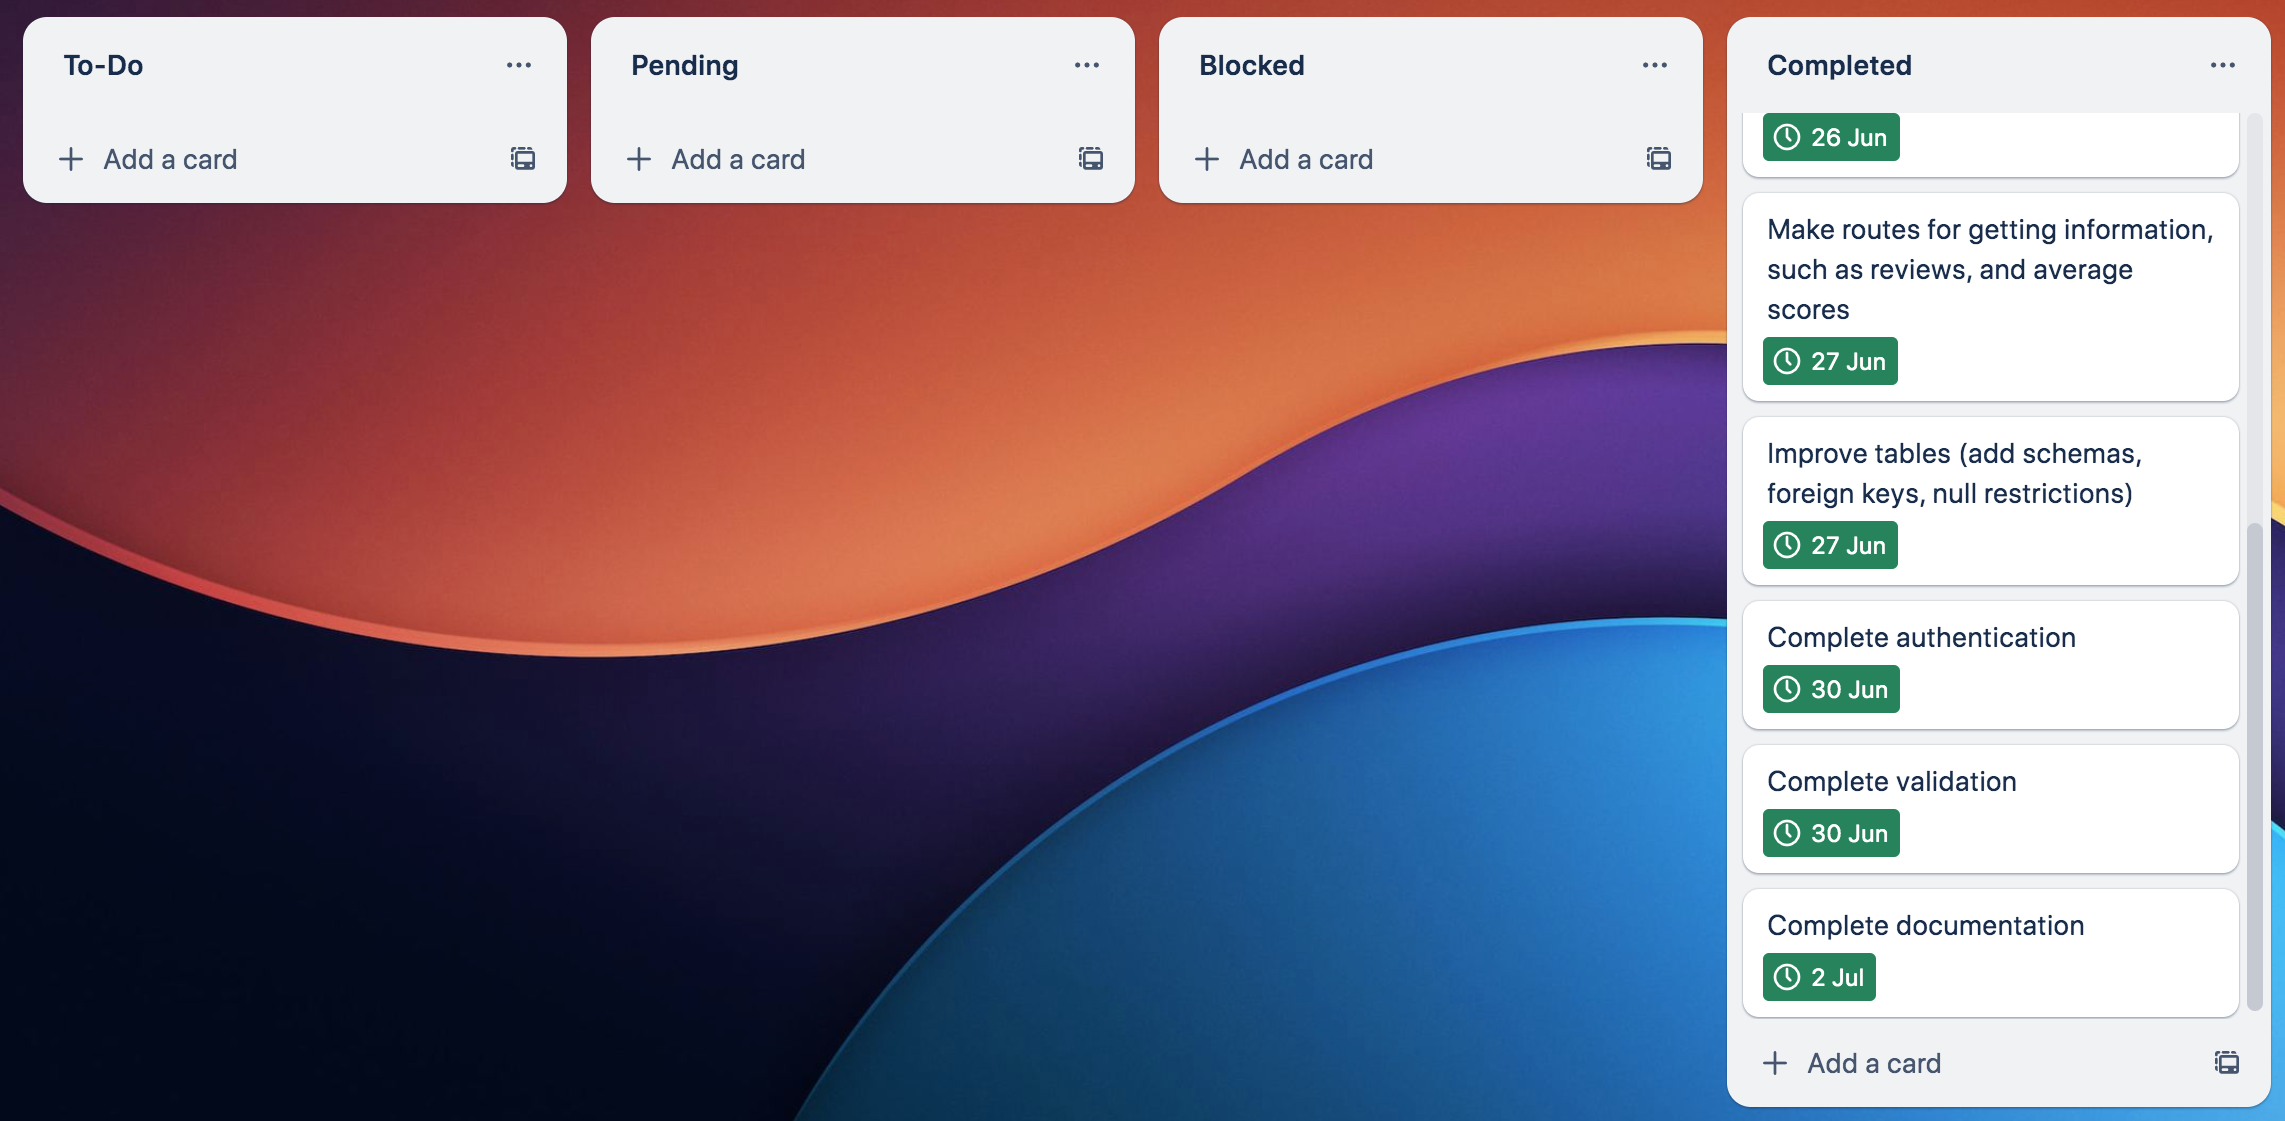 To-Do
Add a card
Pending
Add a card
Blocked
Add a card
Completed
26 Jun
Make routes for getting information,
such as reviews, and average
scores
27 Jun
Improve tables (add schemas,
foreign keys, null restrictions)
27 Jun
Complete authentication
30 Jun
Complete validation
30 Jun
Complete documentation
2 Jul
Add a card